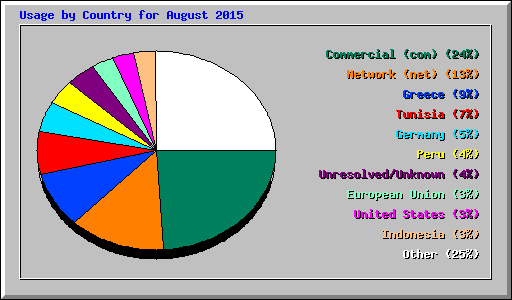 Usage by Country for August 2015
Commercial (com) (24%)
Network (net) (13%)
Greece (9%)
Tunisia (7%)
Germany (5%)
Peru (4%)
Unresolved/Unknown (4%)
European Union (3%)
United States (3%)
Indonesia (3%)
Other (25%)